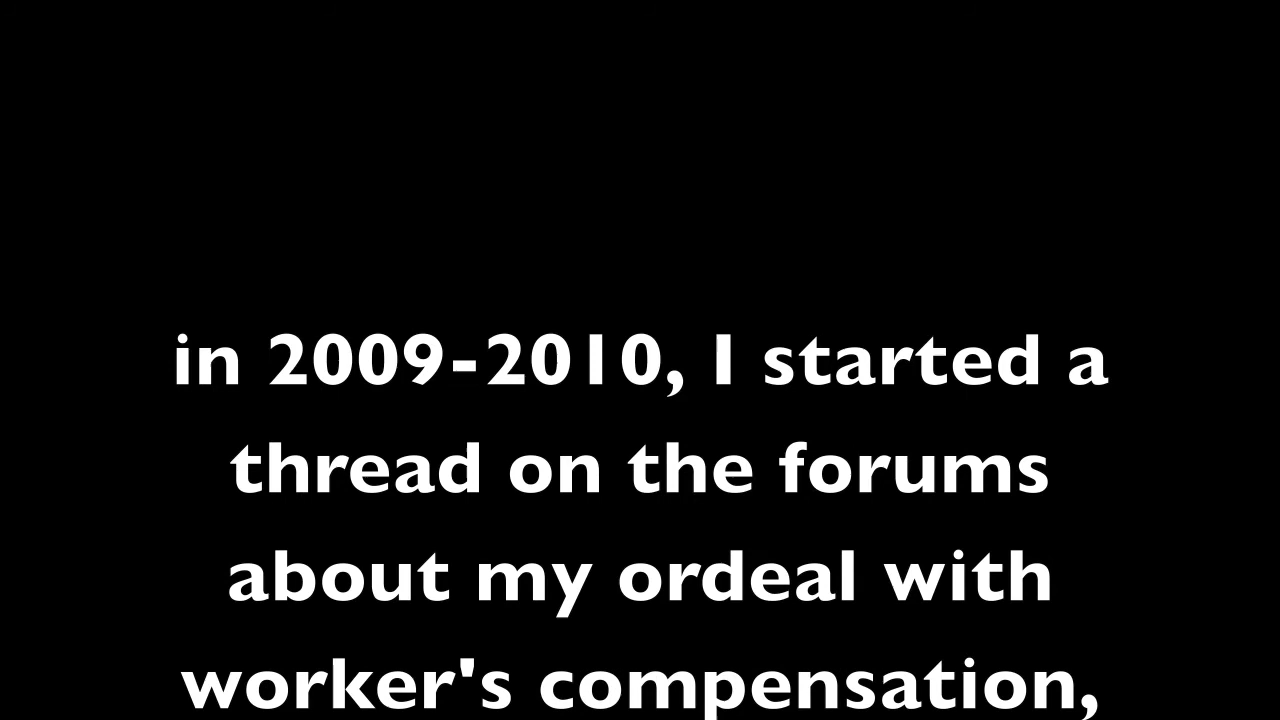 in 2009-2010, I started a
thread on the forums
about my ordeal with
worker's compensation,